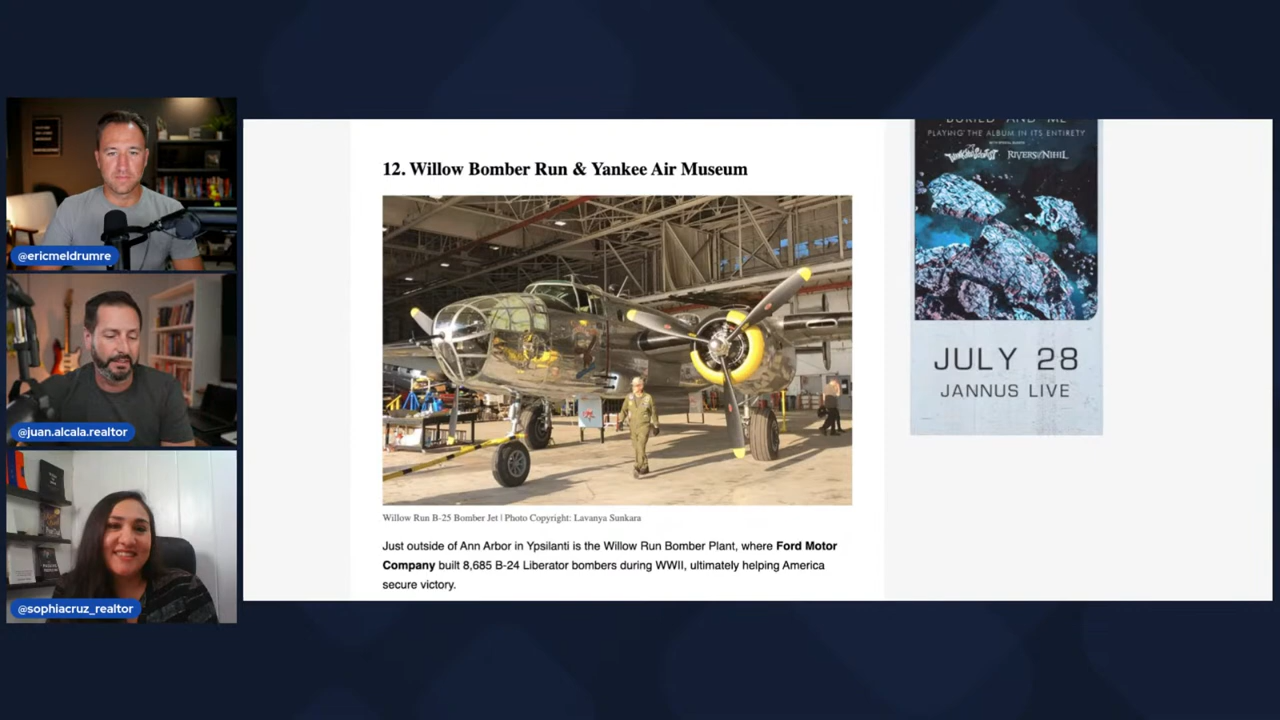 @ericmeldrumre
@juan.alcala.realtor
@sophiacruz_realtor
12. Willow Bomber Run & Yankee Air Museum
Willow Run B-25 Bomber Jet | Photo Copyright: Lavanya Sunkara
Just outside of Ann Arbor in Ypsilanti is the Willow Run Bomber Plant, where Ford Motor
Company built 8,685 B-24 Liberator bombers during WWII, ultimately helping America
secure victory.
BURIED AND ME
PLAYING THE ALBUM IN ITS ENTIRETY
RIVERS OF NIHIL
JULY 28
JANNUS LIVE